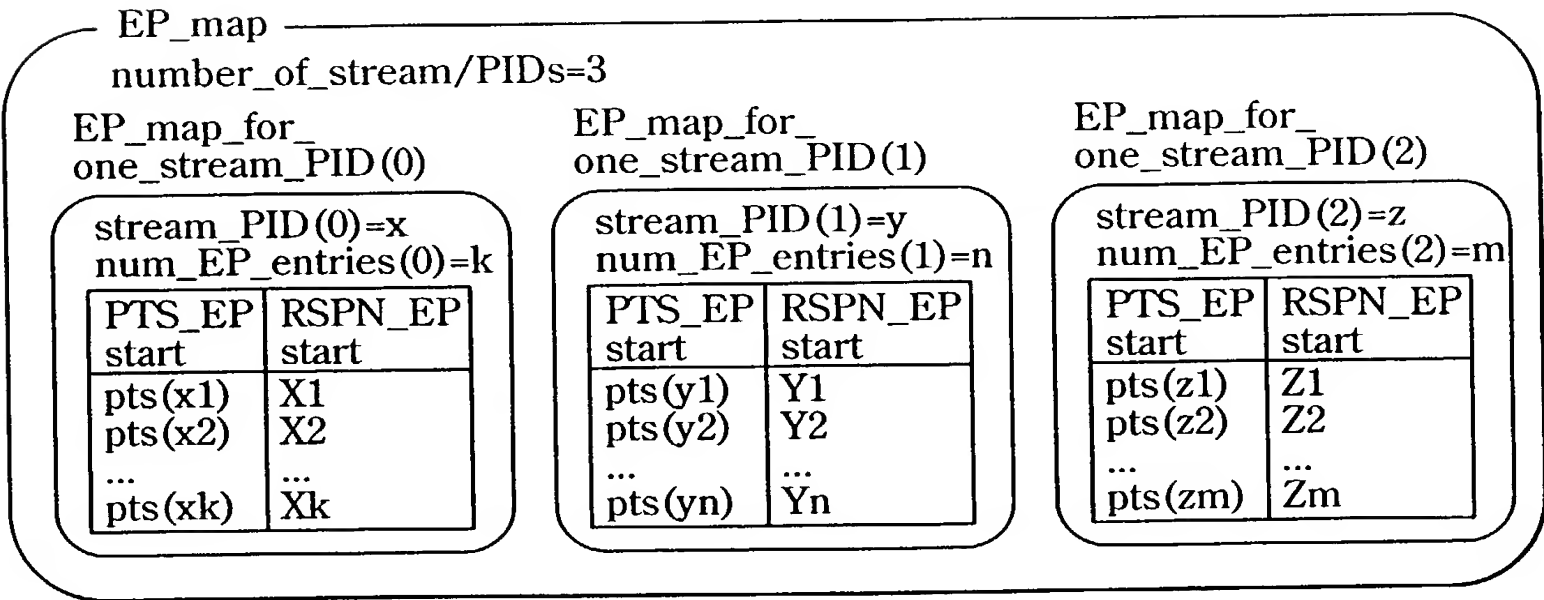 EP_map
number_of_stream/PIDs=3
EP_map_for_
one_stream_PID(0)
stream_PID(0)=x
num_EP_entries(0)=k
PTS_EP RSPN_EP
start start
pts(x1) X1
pts(x2) X2
... ...
pts(xk) Xk
EP_map_for_
one_stream_PID(1)
stream_PID(1)=y
num_EP_entries(1)=n
PTS_EP RSPN_EP
start start
pts(y1) Y1
pts(y2) Y2
... ...
pts(yn) Yn
EP_map_for_
one_stream_PID(2)
stream_PID(2)=z
num_EP_entries(2)=m
PTS_EP RSPN_EP
start start
pts(z1) Z1
pts(z2) Z2
... ...
pts(zm) Zm